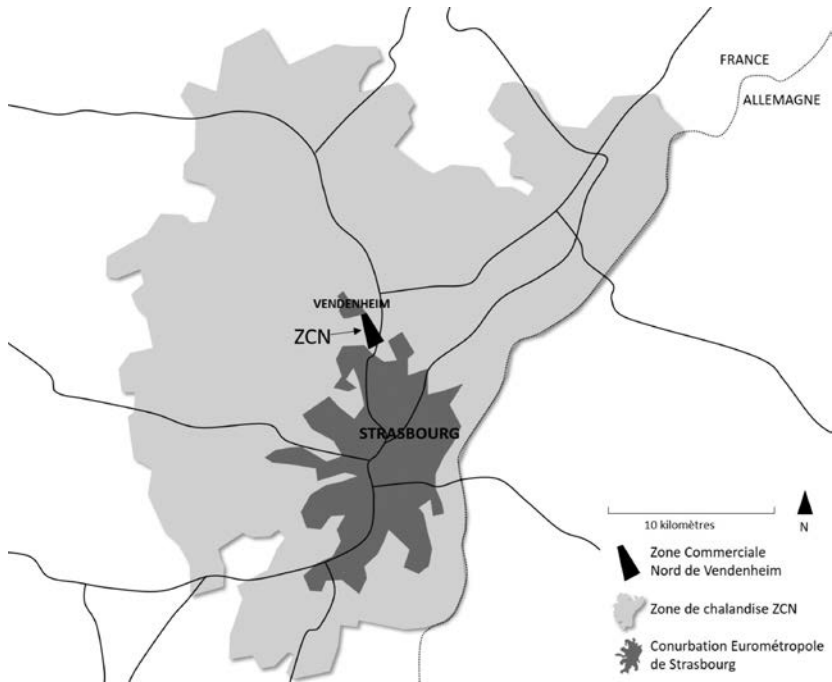 FRANCE
ALLEMAGNE
VENDENHEIM
ZCN
STRASBOURG
10 kilomètres
N
Zone Commerciale
Nord de Vendenheim
Zone de chalandise ZCN
Conurbation Eurométropole
de Strasbourg